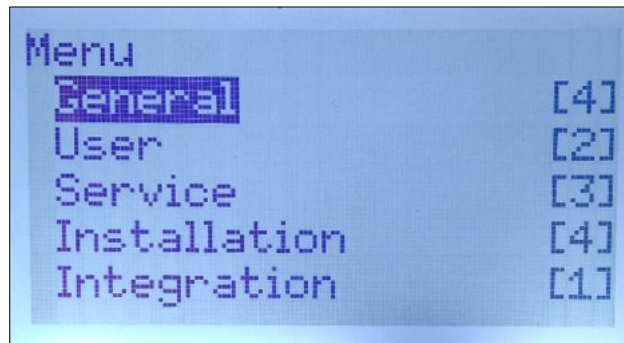 Menu
General [4]
User [2]
Service [3]
Installation [4]
Integration [1]